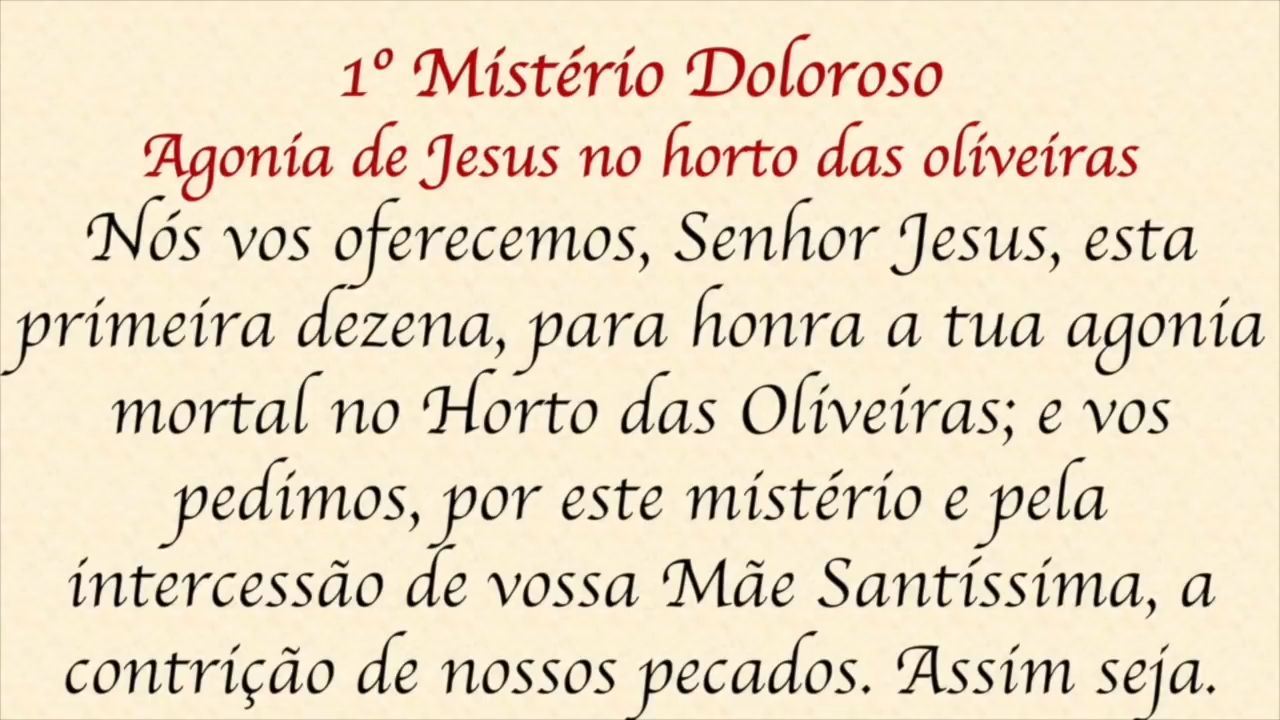 1º Mistério Doloroso
Agonia de Jesus no horto das oliveiras
Nós vos oferecemos, Senhor Jesus, esta
primeira dezena, para honra a tua agonia
mortal no Horto das Oliveiras; e vos
pedimos, por este mistério e pela
intercessão de vossa Mãe Santíssima, a
contrição de nossos pecados. Assim seja.